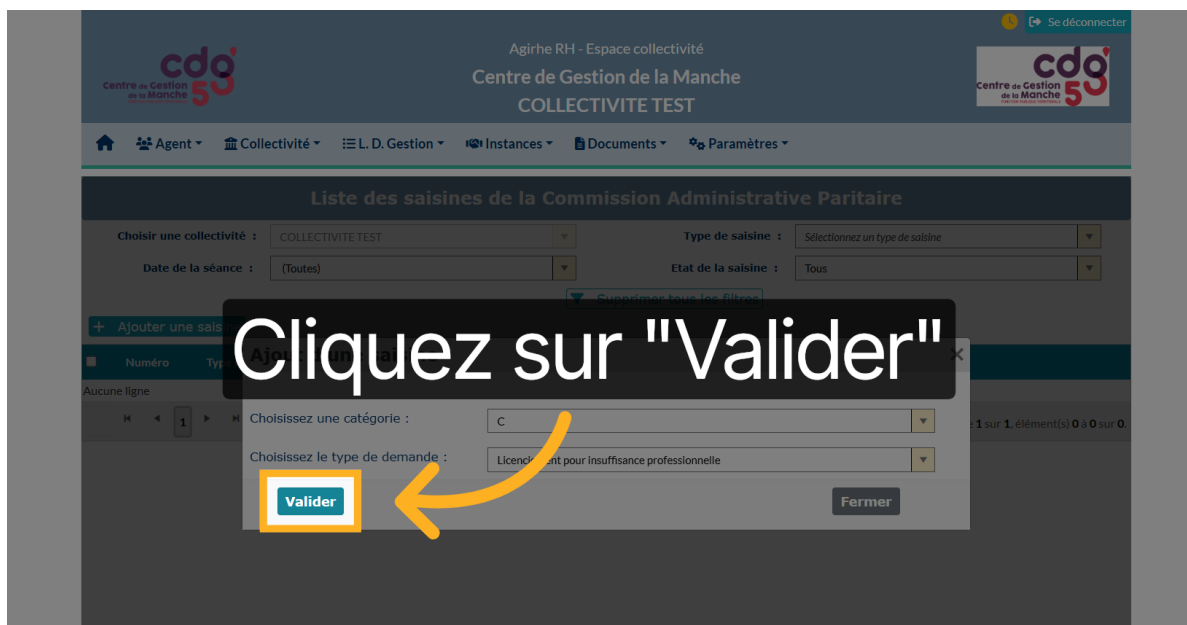 Se déconnecter
Agirhe RH - Espace collectivité
cdg
Centre de Gestion
de la Manche
50
Centre de Gestion de la Manche
cdg
Centre de Gestion
de la Manche
50
COLLECTIVITE TEST
Agent Collectivité L. D. Gestion Instances Documents Paramètres
Liste des saisines de la Commission Administrative Paritaire
Choisir une collectivité : COLLECTIVITE TEST Type de saisine : Sélectionnez un type de saisine
Date de la séance : (Toutes) Etat de la saisine : Tous
Supprimer tous les filtres
+ Ajouter une sais
Cliquez sur "Valider"
Numéro Typ
Aucune ligne
1
1 sur 1, élément(s) 0 à 0 sur 0.
Choisissez une catégorie : C
Choisissez le type de demande : Licenciement pour insuffisance professionnelle
Valider Fermer